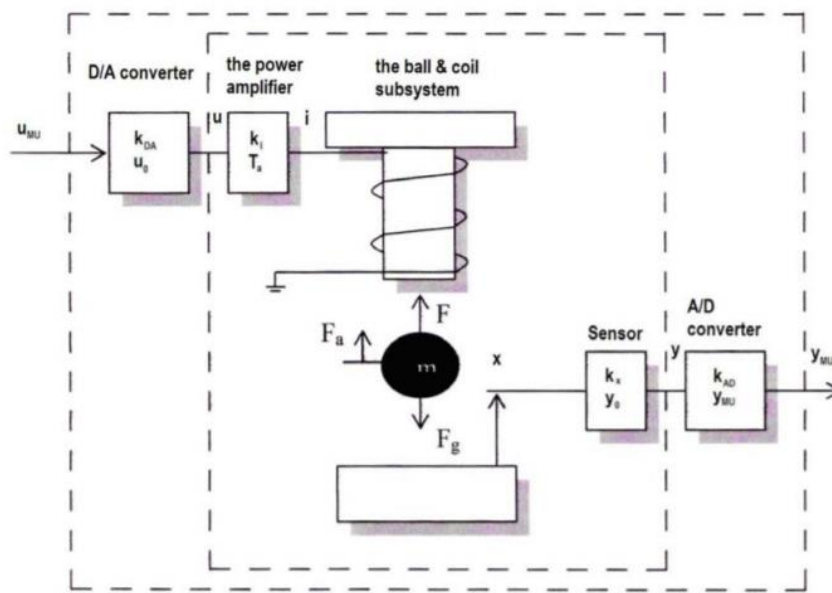 D/A converter
the power
amplifier
the ball & coil
subsystem
u_MU
k_DA
u_0
u
k_i
T_a
i
F
F_a
m
F_g
x
Sensor
k_x
y_0
y
A/D
converter
k_AD
y_MU
y_MU